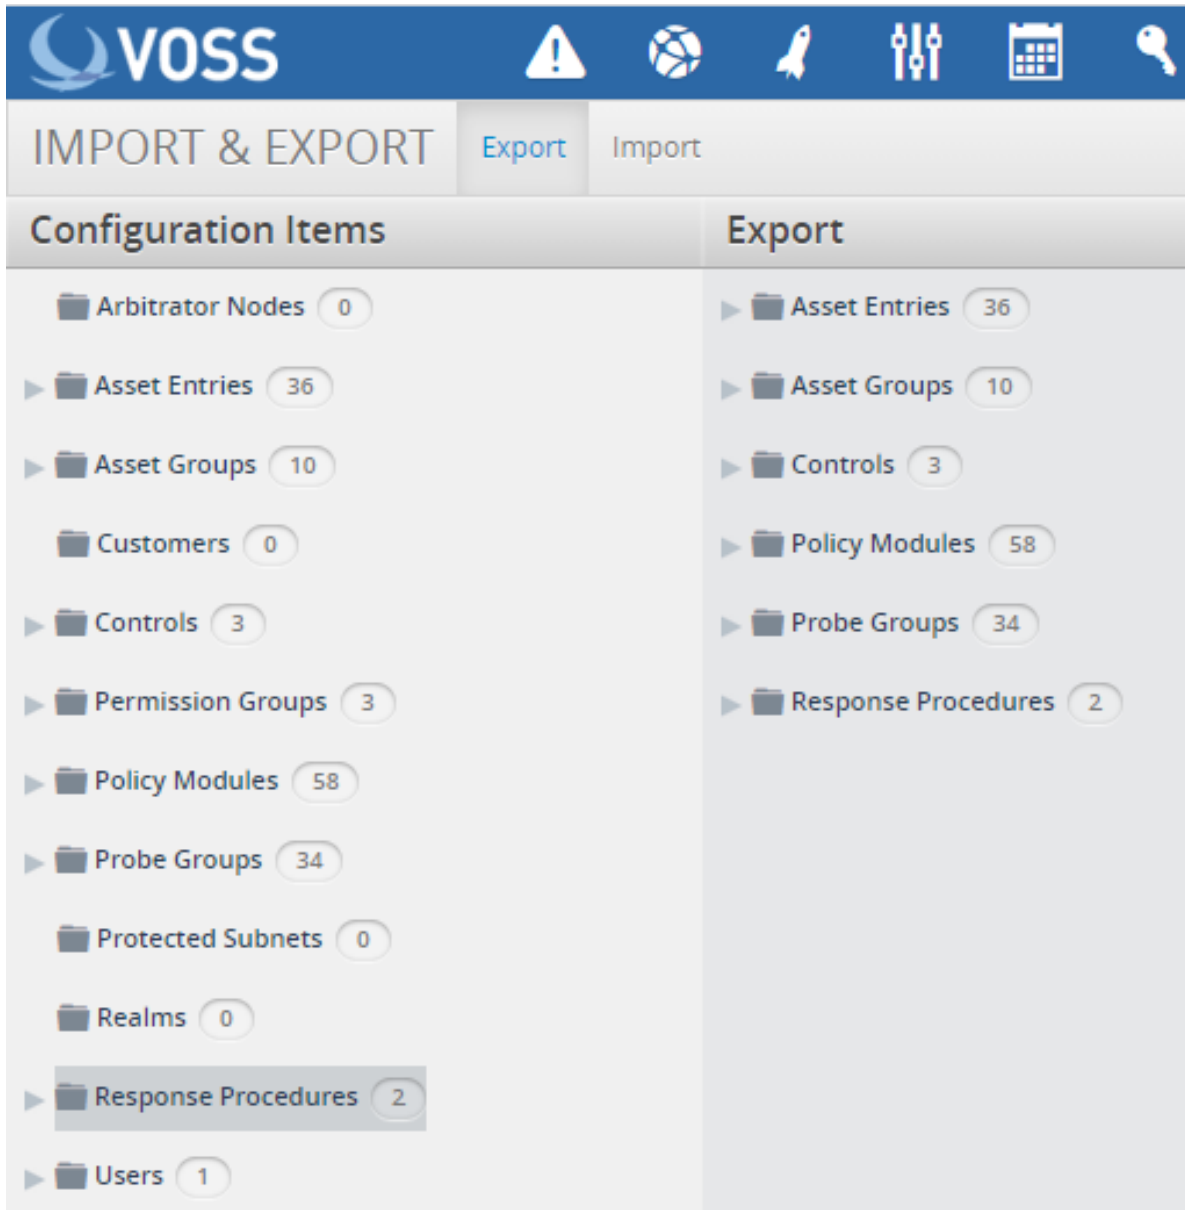 VOSS
IMPORT & EXPORT Export Import
Configuration Items
Arbitrator Nodes 0
Asset Entries 36
Asset Groups 10
Customers 0
Controls 3
Permission Groups 3
Policy Modules 58
Probe Groups 34
Protected Subnets 0
Realms 0
Response Procedures 2
Users 1
Export
Asset Entries 36
Asset Groups 10
Controls 3
Policy Modules 58
Probe Groups 34
Response Procedures 2